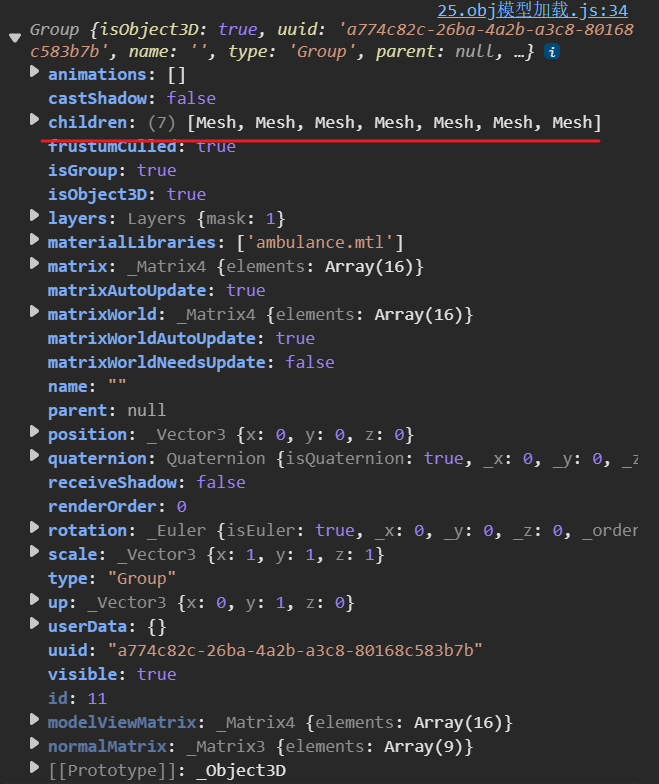 25.obj模型加载.js:34
Group {isObject3D: true, uuid: 'a774c82c-26ba-4a2b-a3c8-80168
c583b7b', name: '', type: 'Group', parent: null, …} i
animations: []
castShadow: false
children: (7) [Mesh, Mesh, Mesh, Mesh, Mesh, Mesh, Mesh]
frustumCulled: true
isGroup: true
isObject3D: true
layers: Layers {mask: 1}
materialLibraries: ['ambulance.mtl']
matrix: _Matrix4 {elements: Array(16)}
matrixAutoUpdate: true
matrixWorld: _Matrix4 {elements: Array(16)}
matrixWorldAutoUpdate: true
matrixWorldNeedsUpdate: false
name: ""
parent: null
position: _Vector3 {x: 0, y: 0, z: 0}
quaternion: Quaternion {isQuaternion: true, _x: 0, _y: 0, _z
receiveShadow: false
renderOrder: 0
rotation: _Euler {isEuler: true, _x: 0, _y: 0, _z: 0, _order
scale: _Vector3 {x: 1, y: 1, z: 1}
type: "Group"
up: _Vector3 {x: 0, y: 1, z: 0}
userData: {}
uuid: "a774c82c-26ba-4a2b-a3c8-80168c583b7b"
visible: true
id: 11
modelViewMatrix: _Matrix4 {elements: Array(16)}
normalMatrix: _Matrix3 {elements: Array(9)}
[[Prototype]]: _Object3D